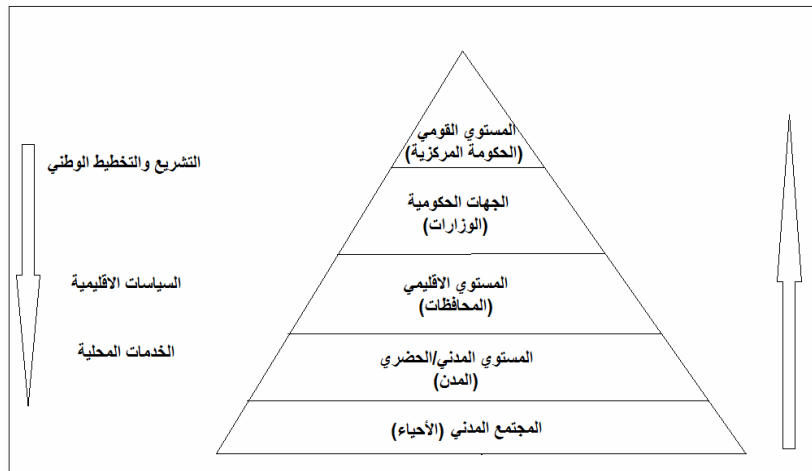 المستوي القومي
(الحكومة المركزية)
التشريع والتخطيط الوطني
الجهات الحكومية
(الوزارات)
السياسات الاقليمية
المستوي الاقليمي
(المحافظات)
الخدمات المحلية
المستوي المدني/الحضري
(المدن)
المجتمع المدني (الأحياء)